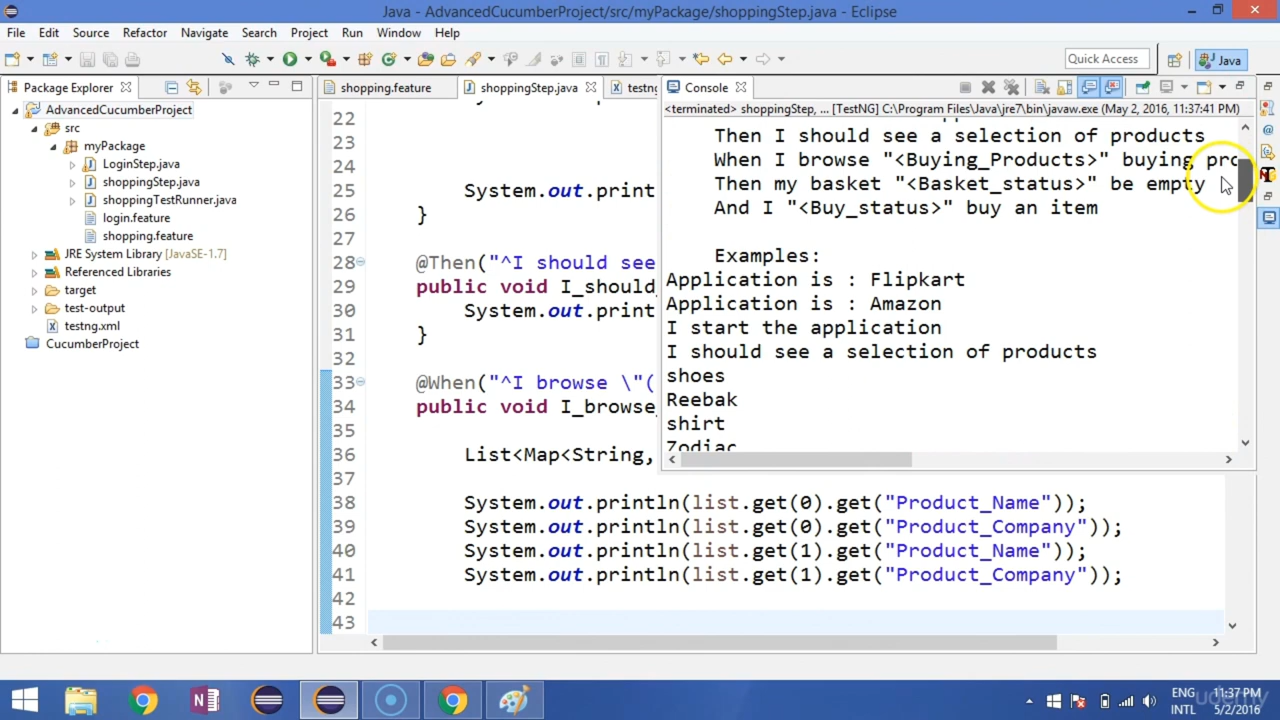 Java - AdvancedCucumberProject/src/myPackage/shoppingStep.java - Eclipse
File Edit Source Refactor Navigate Search Project Run Window Help
Quick Access Java
Package Explorer
AdvancedCucumberProject
src
myPackage
LoginStep.java
shoppingStep.java
shoppingTestRunner.java
login.feature
shopping.feature
JRE System Library [JavaSE-1.7]
Referenced Libraries
target
test-output
testng.xml
CucumberProject
shopping.feature shoppingStep.java testng
22
23
24
25 System.out.print
26 }
27
28 @Then("^I should see
29 public void I_should_
30 System.out.print
31 }
32
33 @When("^I browse \"(
34 public void I_browse_
35
36 List<Map<String,
37
38 System.out.println(list.get(0).get("Product_Name"));
39 System.out.println(list.get(0).get("Product_Company"));
40 System.out.println(list.get(1).get("Product_Name"));
41 System.out.println(list.get(1).get("Product_Company"));
42
43
Console
<terminated> shoppingStep, ... [TestNG] C:\Program Files\Java\jre7\bin\javaw.exe (May 2, 2016, 11:37:41 PM)
Then I should see a selection of products
When I browse "<Buying_Products>" buying pro
Then my basket "<Basket_status>" be empty
And I "<Buy_status>" buy an item
Examples:
Application is : Flipkart
Application is : Amazon
I start the application
I should see a selection of products
shoes
Reebak
shirt
Zodiac
ENG 11:37 PM
INTL 5/2/2016
udemy